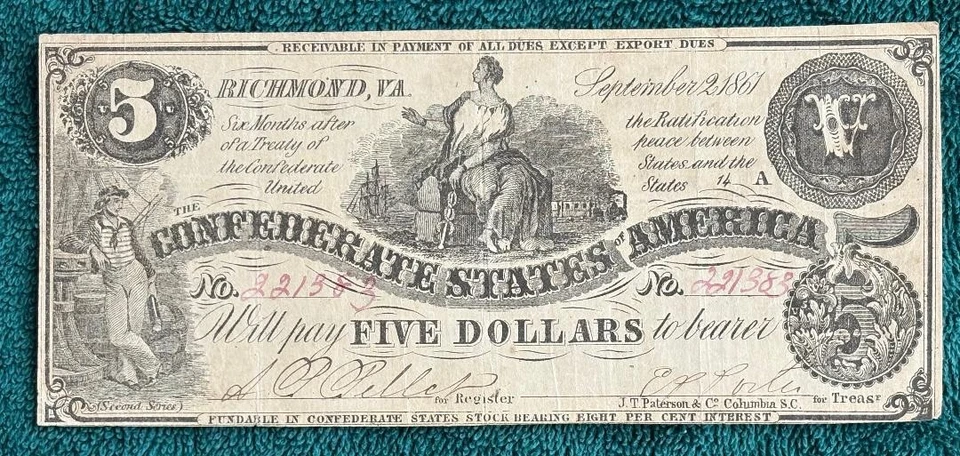 RECEIVABLE IN PAYMENT OF ALL DUES EXCEPT EXPORT DUES
5
RICHMOND, VA.
September 2, 1861
V
Six Months after the Ratification
of a Treaty of peace between
the Confederate States and the
United States 14 A
THE
CONFEDERATE STATES OF AMERICA
5
No. 221383 No. 221383
Will pay FIVE DOLLARS to bearer
for Register
J.T. Paterson & Co. Columbia S.C.
for Treasr
(Second Series)
FUNDABLE IN CONFEDERATE STATES STOCK BEARING EIGHT PER CENT INTEREST